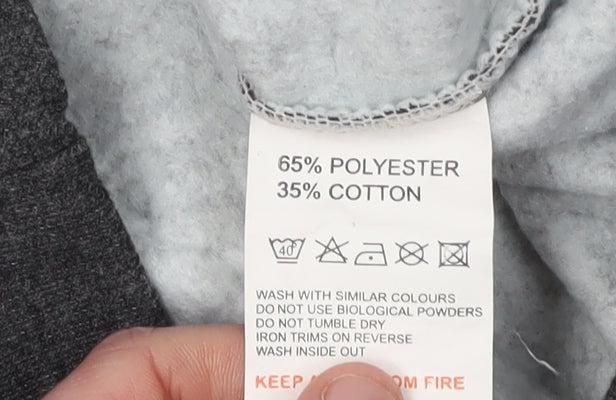 65% POLYESTER
35% COTTON
40°
WASH WITH SIMILAR COLOURS
DO NOT USE BIOLOGICAL POWDERS
DO NOT TUMBLE DRY
IRON TRIMS ON REVERSE
WASH INSIDE OUT
KEEP FIRE